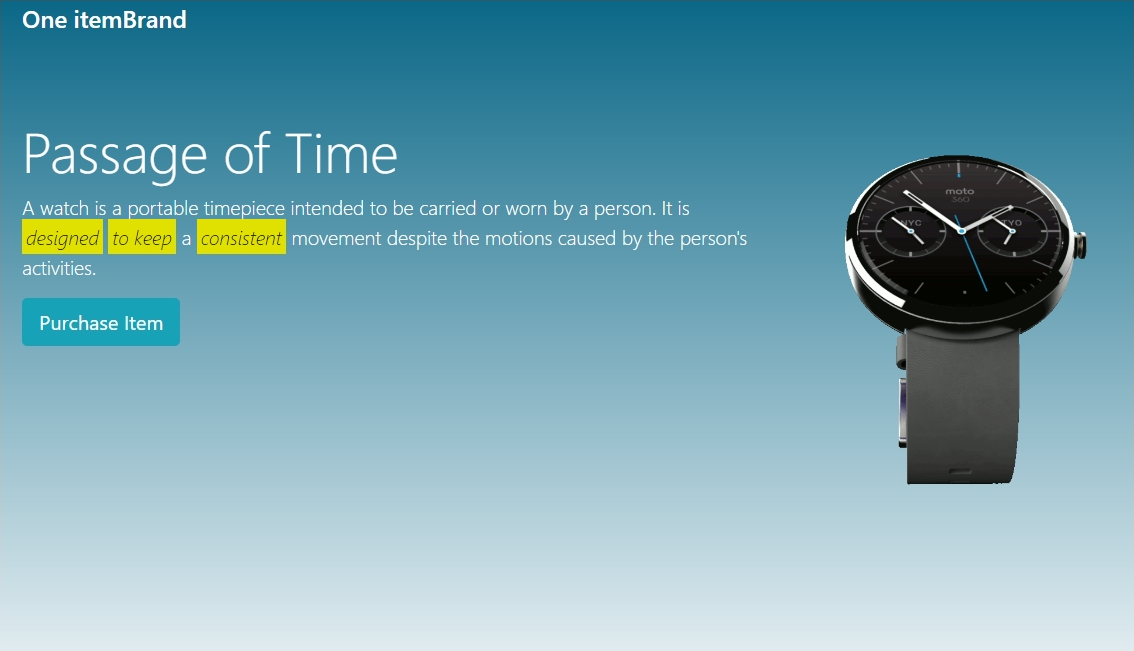 One itemBrand
Passage of Time
A watch is a portable timepiece intended to be carried or worn by a person. It is
designed to keep a consistent movement despite the motions caused by the person's
activities.
Purchase Item
moto
360
NYC
TYO